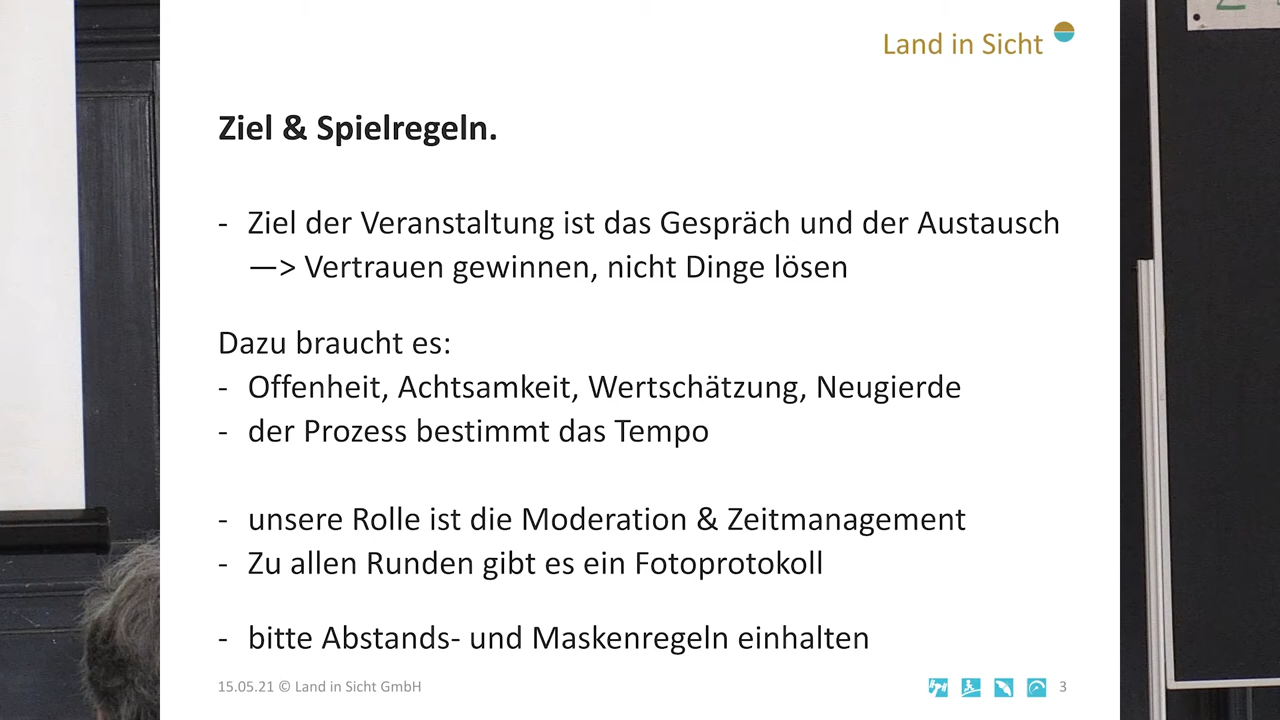 Land in Sicht
Ziel & Spielregeln.
- Ziel der Veranstaltung ist das Gespräch und der Austausch
—> Vertrauen gewinnen, nicht Dinge lösen
Dazu braucht es:
- Offenheit, Achtsamkeit, Wertschätzung, Neugierde
- der Prozess bestimmt das Tempo
- unsere Rolle ist die Moderation & Zeitmanagement
- Zu allen Runden gibt es ein Fotoprotokoll
- bitte Abstands- und Maskenregeln einhalten
15.05.21 © Land in Sicht GmbH
3